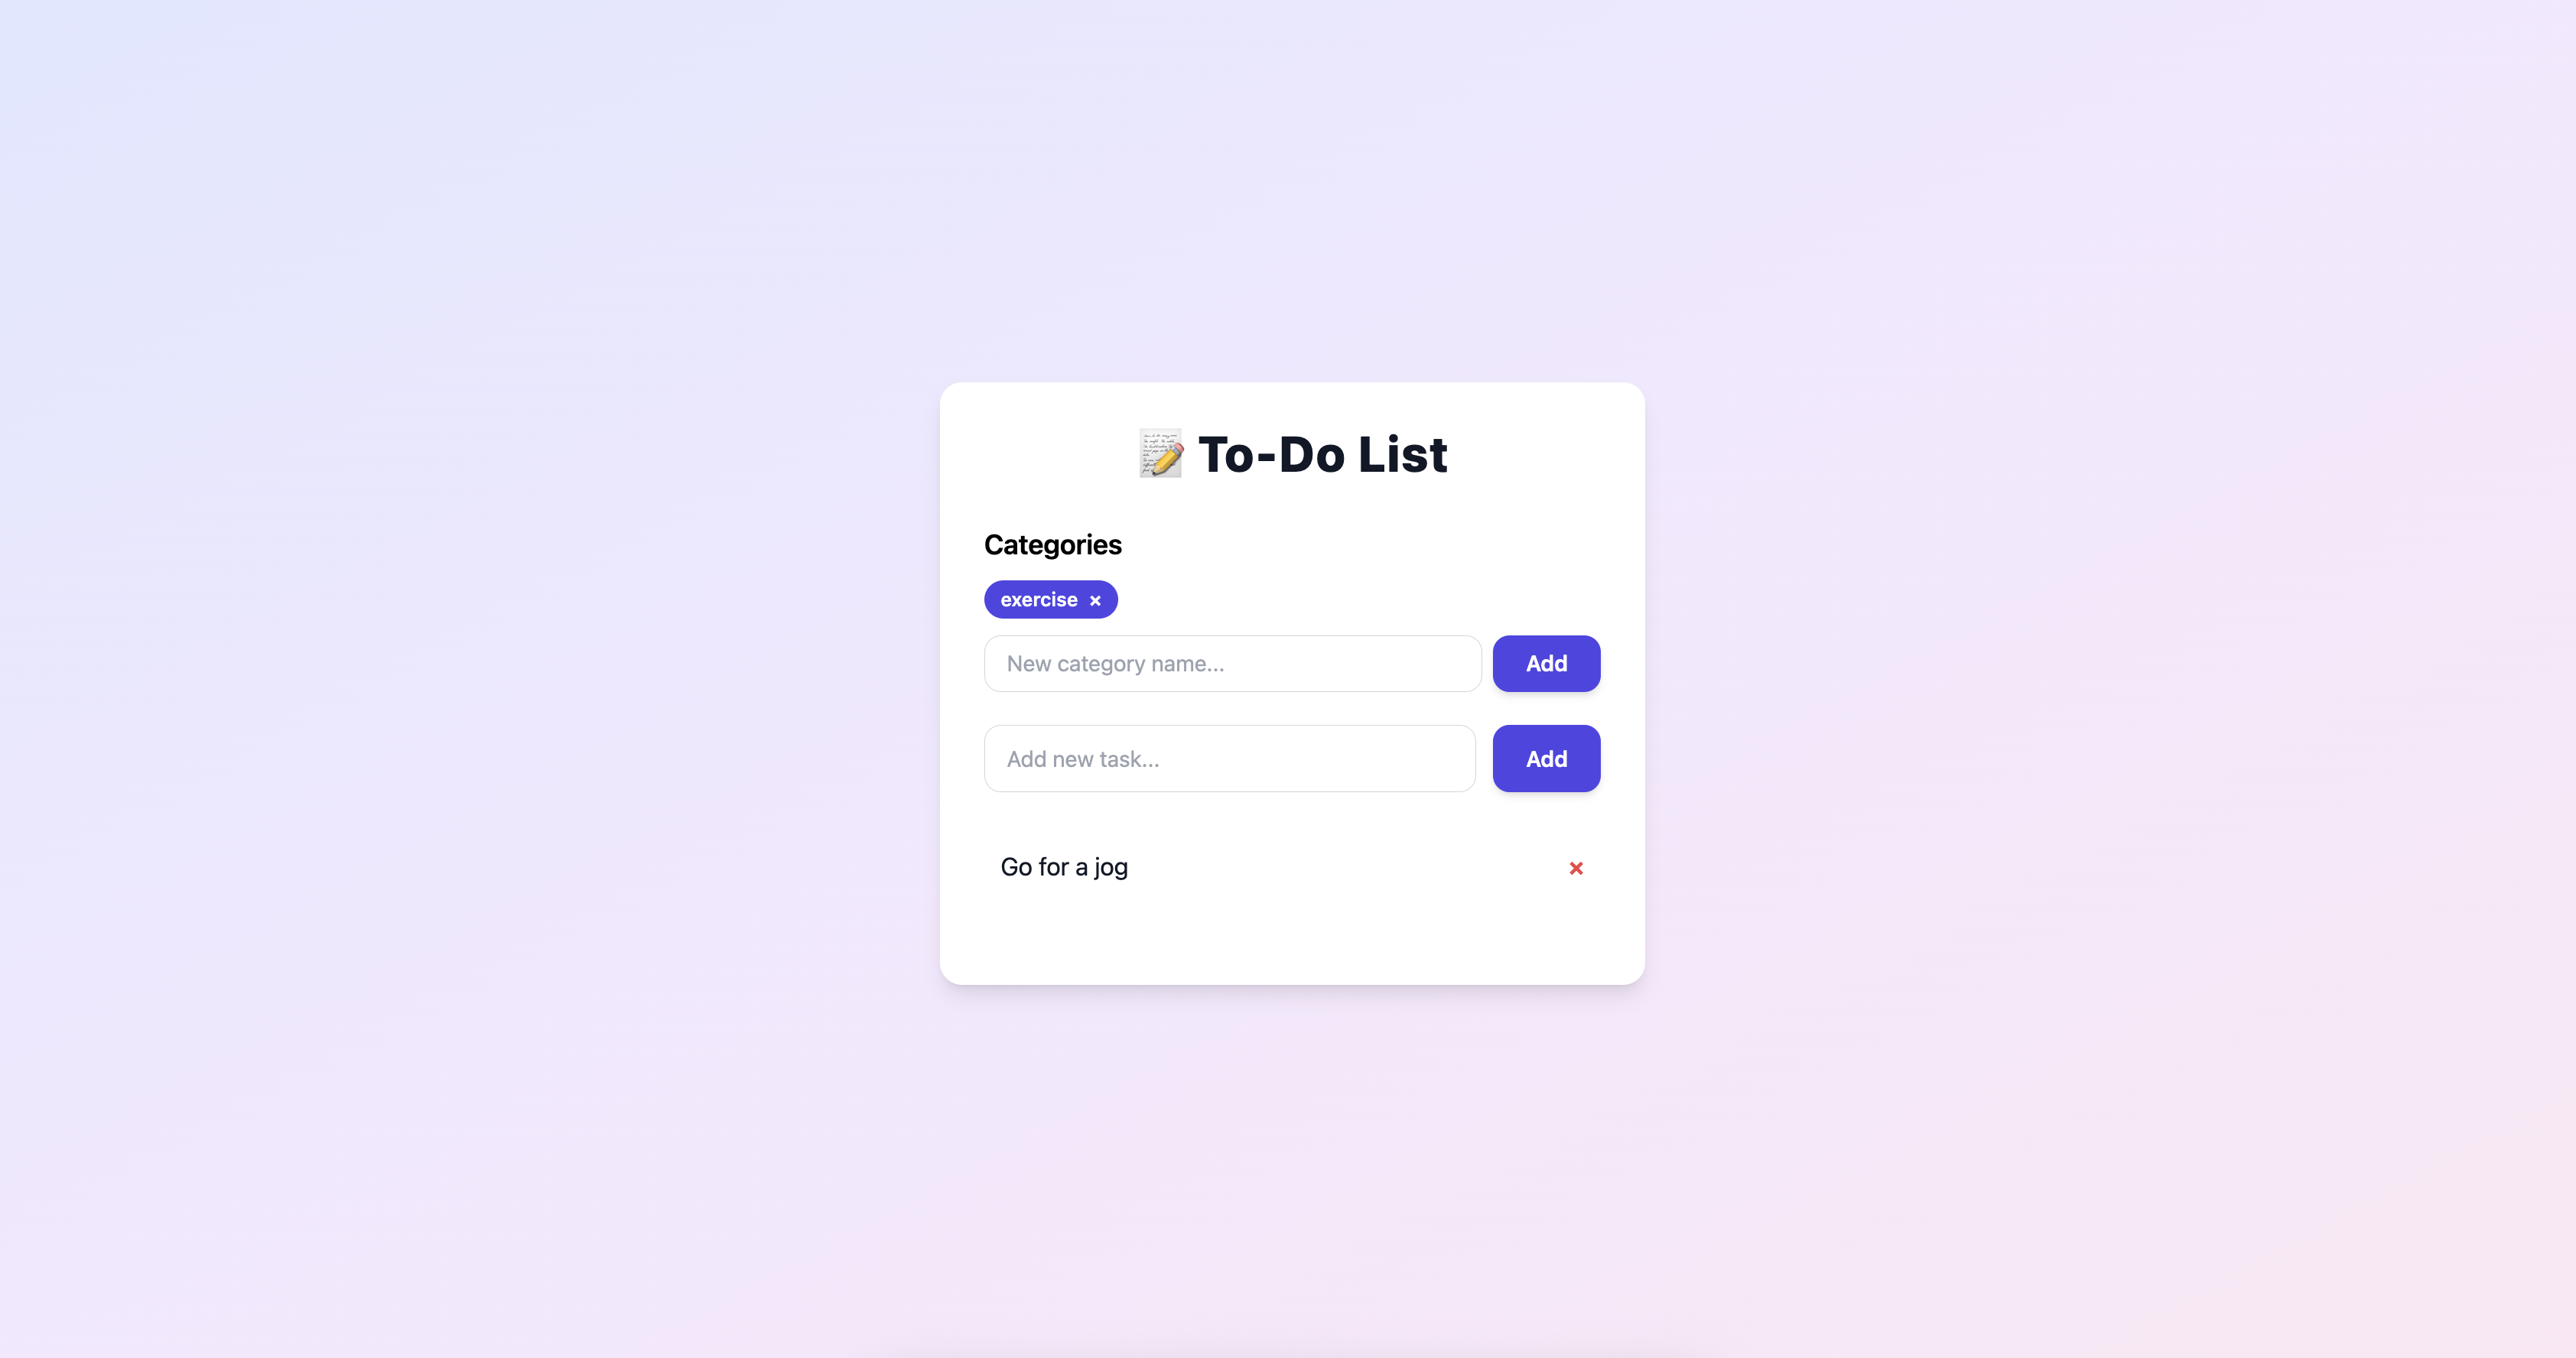 To-Do List
Categories
exercise ×
New category name...
Add
Add new task...
Add
Go for a jog ×